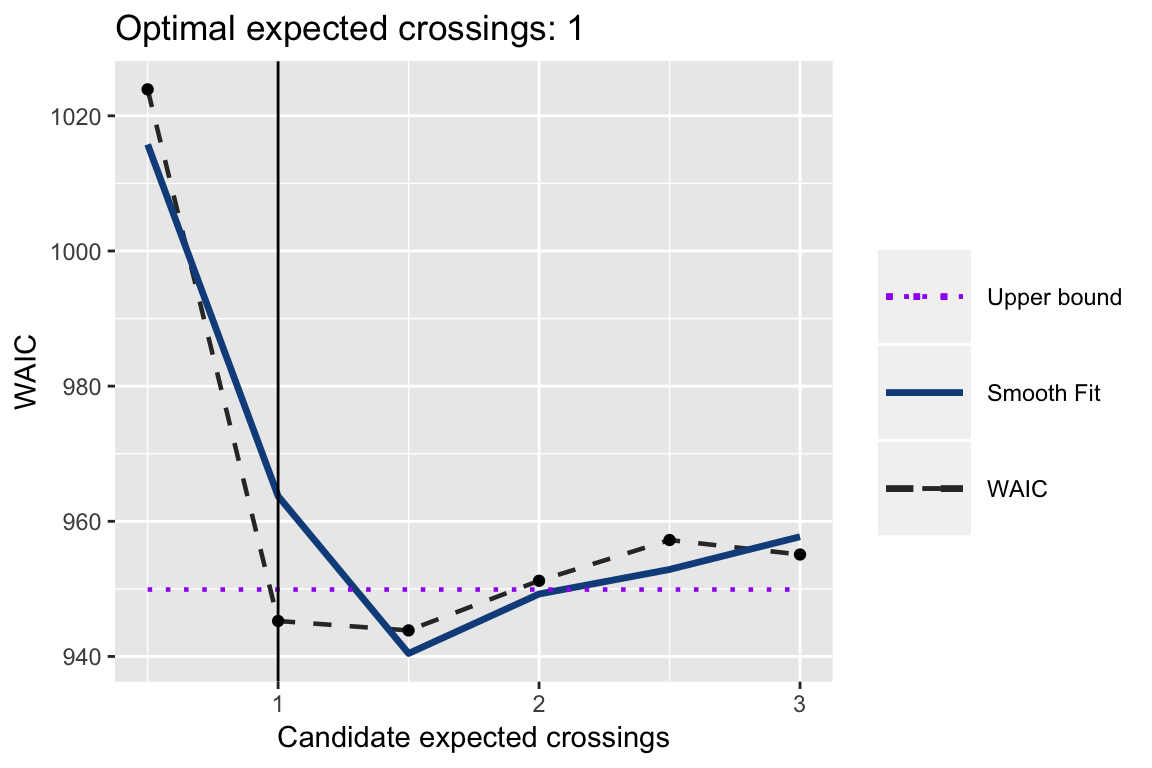 Optimal expected crossings: 1
WAIC
1020
1000
980
960
940
1
2
3
Candidate expected crossings
Upper bound
Smooth Fit
WAIC